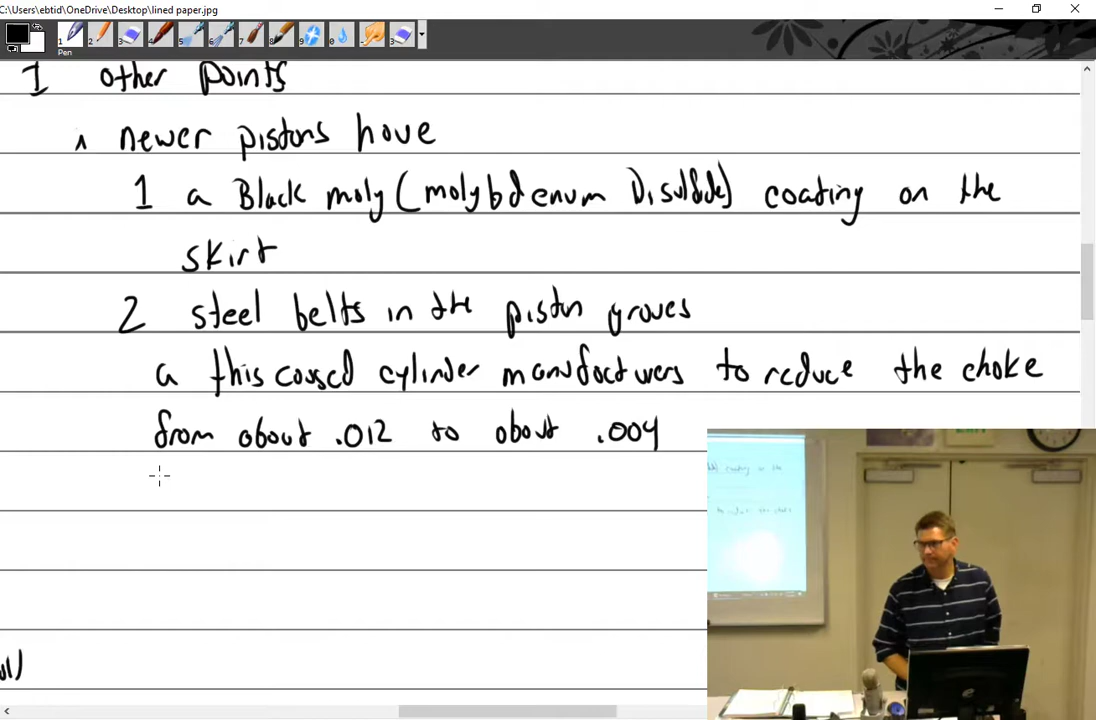 C:\Users\ebtid\OneDrive\Desktop\lined paper.jpg
Pen
I other points
i newer pistons have
1 a Black moly (molybdenum Disulfide) coating on the
skirt
2 steel belts in the piston groves
a this caused cylinder manufacturers to reduce the choke
from about .012 to about .004